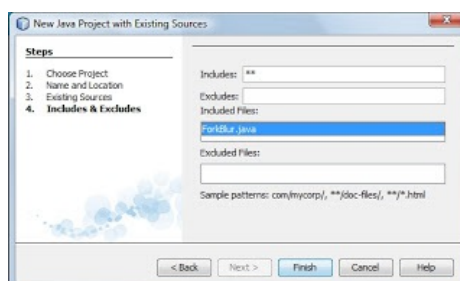 New Java Project with Existing Sources
Steps
1. Choose Project
2. Name and Location
3. Existing Sources
4. Includes & Excludes
Includes: **
Excludes:
Included Files:
ForkBlur.java
Excluded Files:
Sample patterns: com/mycorp/, **/doc-files/, **/*.html
< Back Next > Finish Cancel Help